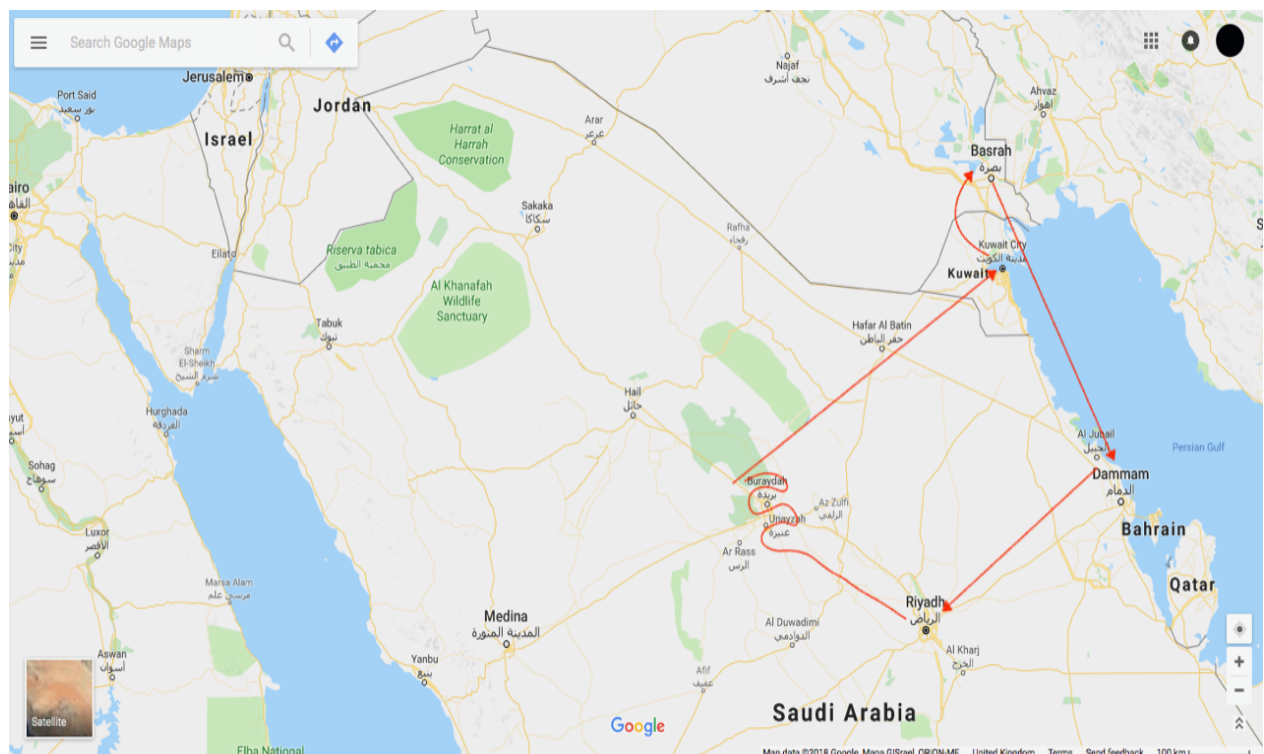 Search Google Maps
Najaf
نجف أشرف
Jerusalem
Port Said
بور سعيد
Jordan
Ahvaz
اهواز
Israel
Harrat al
Harrah
Conservation
Arar
عرعر
Basrah
بصرة
airo
القاه
Sakaka
سكاكا
Rafha
رفحاء
City
Eilat
Riserva tabica
محمية الطبيق
Kuwait City
مدينة الكويت
Kuwait
Al Khanafah
Wildlife
Sanctuary
Tabuk
تبوك
Hafar Al Batin
حفر الباطن
Sharm
El-Sheikh
شرم الشيخ
Hail
حائل
Hurghada
الغردقة
yut
Al Jubail
الجبيل
Persian Gulf
Sohag
سوهاج
Buraydah
بريدة
Dammam
الدمام
Az Zulfi
الزلفي
Unayzah
عنيزة
Luxor
الأقصر
Ar Rass
الرس
Bahrain
Marsa Alam
مرسى علم
Qatar
Riyadh
الرياض
Medina
المدينة المنورة
Al Duwadimi
الدوادمي
Al Kharj
الخرج
Aswan
أسوان
Yanbu
ينبع
Afif
عفيف
Satellite
Saudi Arabia
Google
Elba National
Map data ©2018 Google, Mapa GISrael, ORION-ME United Kingdom Terms Send feedback 100 km